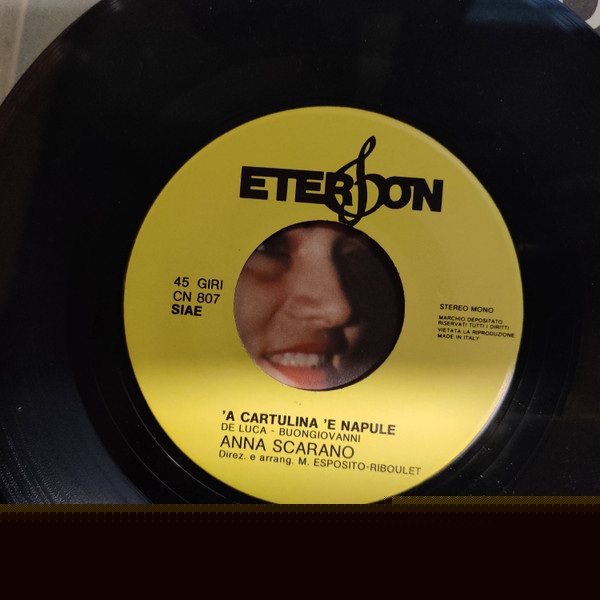 ETERSON
45 GIRI
CN 807
SIAE
STEREO MONO
MARCHIO DEPOSITATO
RISERVATI TUTTI I DIRITTI
VIETATA LA RIPRODUZIONE
MADE IN ITALY
'A CARTULINA 'E NAPULE
DE LUCA - BUONGIOVANNI
ANNA SCARANO
Direz. e arrang. M. ESPOSITO-RIBOULET